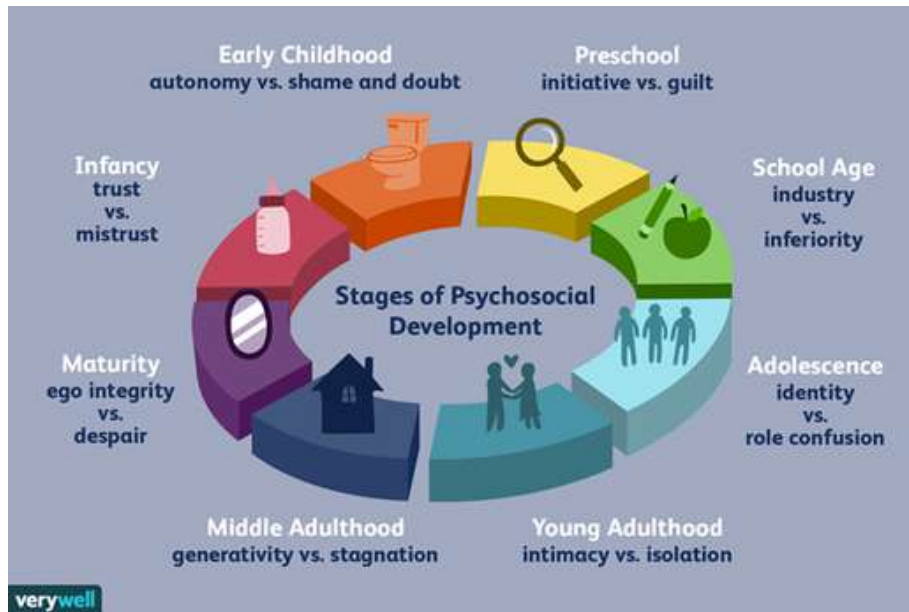 Early Childhood
autonomy vs. shame and doubt
Preschool
initiative vs. guilt
Infancy
trust
vs.
mistrust
School Age
industry
vs.
inferiority
Stages of Psychosocial
Development
Maturity
ego integrity
vs.
despair
Adolescence
identity
vs.
role confusion
Middle Adulthood
generativity vs. stagnation
Young Adulthood
intimacy vs. isolation
verywell